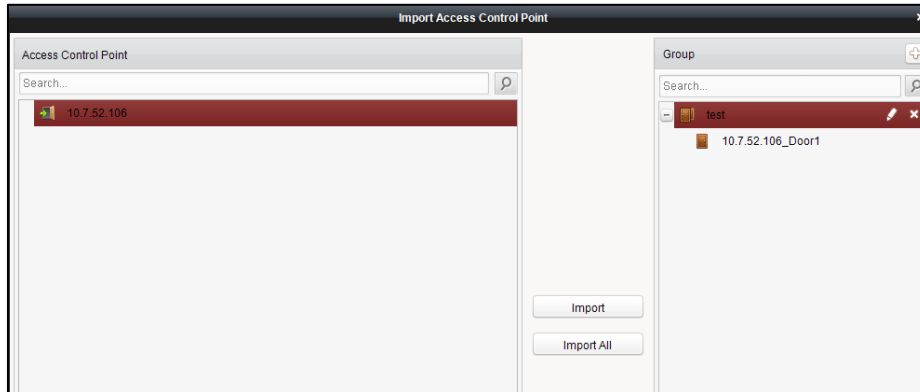 Import Access Control Point
Access Control Point
Search...
10.7.52.106
Import
Import All
Group
Search...
test
10.7.52.106_Door1